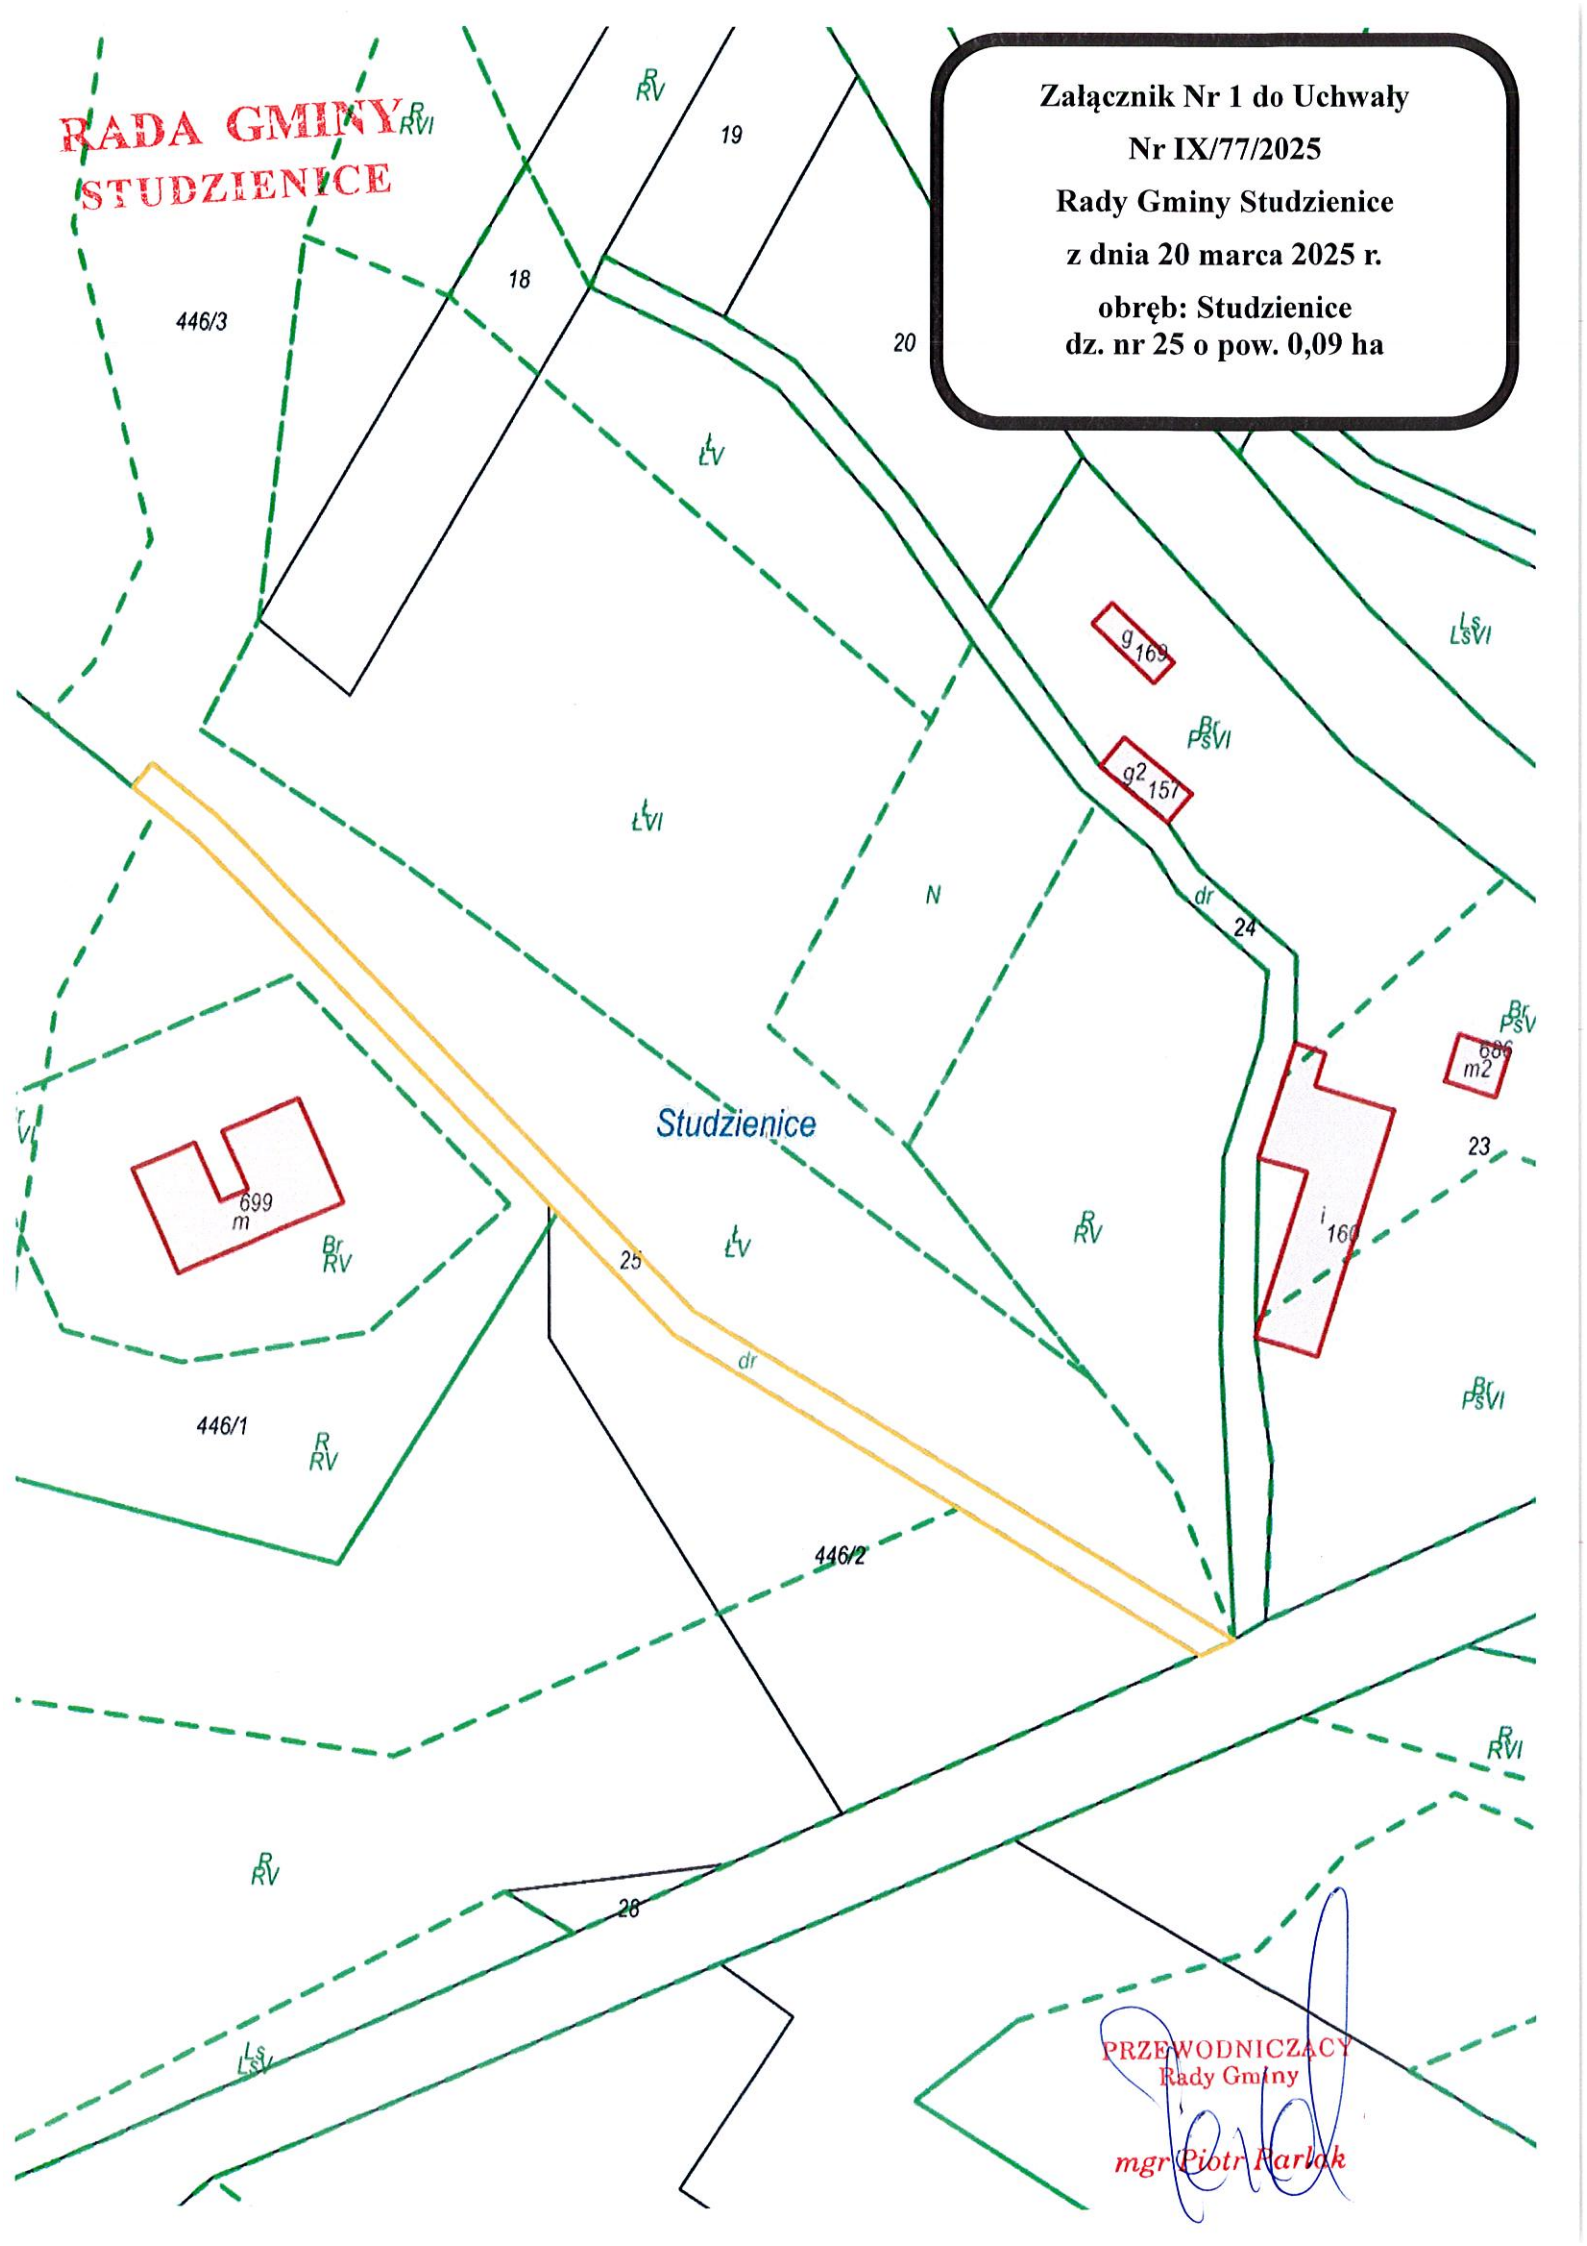 Załącznik Nr 1 do Uchwały
Nr IX/77/2025
Rady Gminy Studzienice
z dnia 20 marca 2025 r.
obręb: Studzienice
dz. nr 25 o pow. 0,09 ha
RADA GMINY
STUDZIENICE
R
RV
R
RVI
19
18
446/3
20
Ł
ŁV
Ls
LsVI
g 169
Br
PsVI
g2 157
Ł
ŁVI
N
dr
24
Br
PsV
686
m2
Studzienice
23
699
m
Br
RV
25
Ł
ŁV
R
RV
i 160
dr
Br
PsVI
446/1
R
RV
446/2
R
RVI
R
RV
28
Ls
LsV
PRZEWODNICZĄCY
Rady Gminy
mgr Piotr Parlak